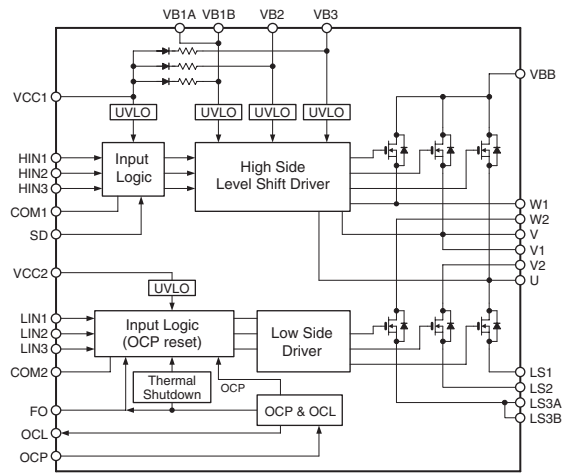 VB1A VB1B VB2 VB3
VBB
VCC1
UVLO UVLO UVLO UVLO
HIN1
HIN2
HIN3
Input
Logic
High Side
Level Shift Driver
COM1
SD
W1
W2
V
V1
V2
U
VCC2
UVLO
LIN1
LIN2
LIN3
Input Logic
(OCP reset)
Low Side
Driver
COM2
Thermal
Shutdown
OCP
OCP & OCL
FO
OCL
OCP
LS1
LS2
LS3A
LS3B